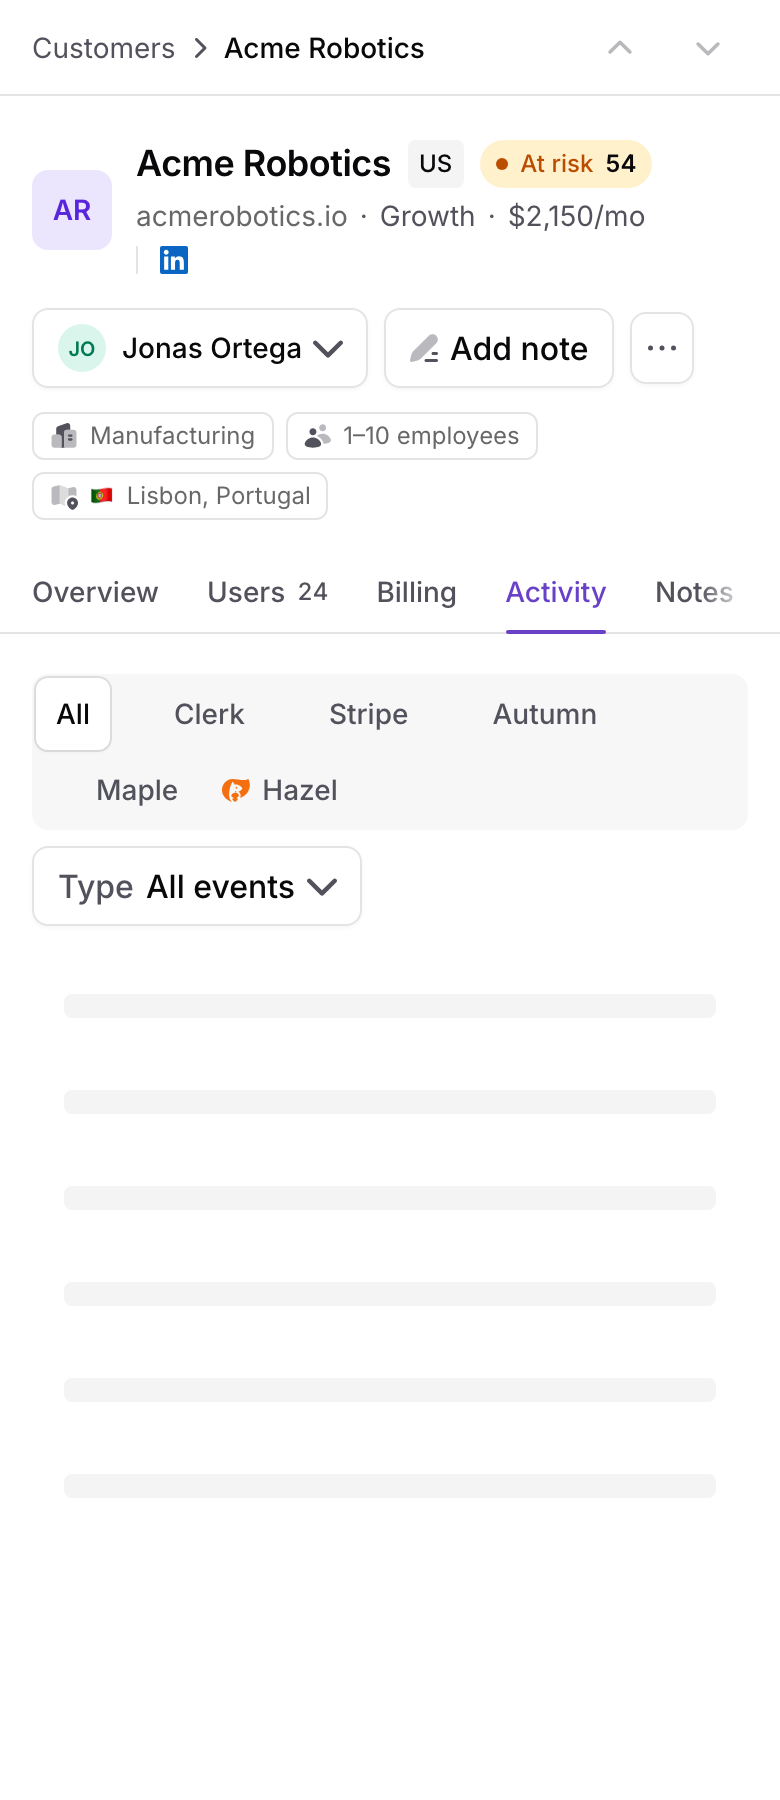 Customers Acme Robotics
Acme Robotics US At risk 54
AR
acmerobotics.io · Growth · $2,150/mo
in
JO Jonas Ortega Add note
Manufacturing 1–10 employees
Lisbon, Portugal
Overview Users 24 Billing Activity Notes
All Clerk Stripe Autumn
Maple Hazel
Type All events